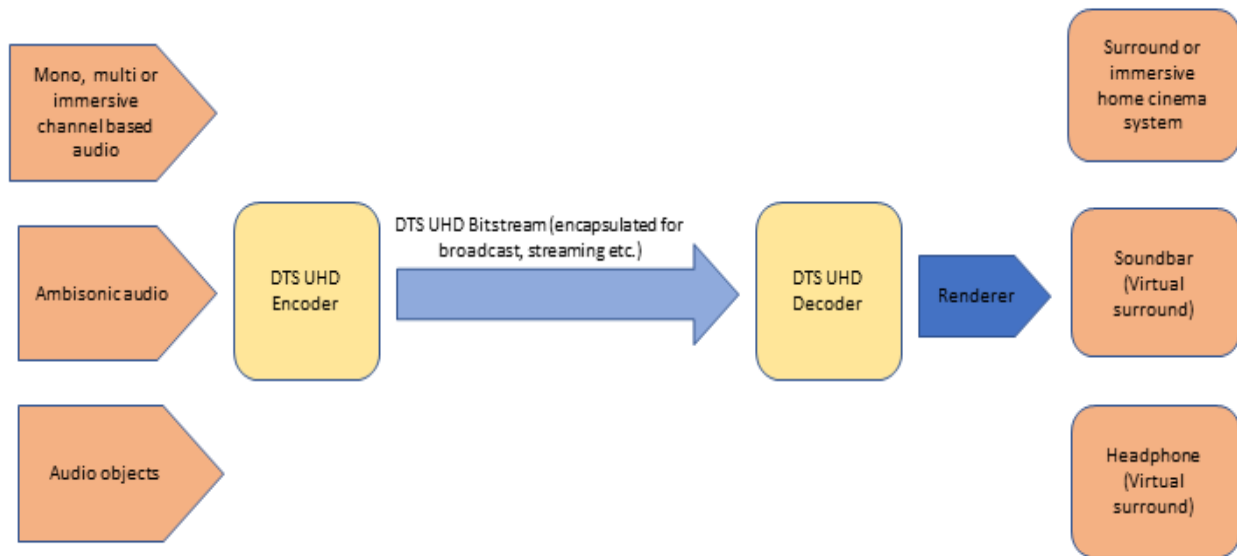 Mono, multi or
immersive
channel based
audio
Ambisonic audio
Audio objects
DTS UHD
Encoder
DTS UHD Bitstream (encapsulated for
broadcast, streaming etc.)
DTS UHD
Decoder
Renderer
Surround or
immersive
home cinema
system
Soundbar
(Virtual
surround)
Headphone
(Virtual
surround)